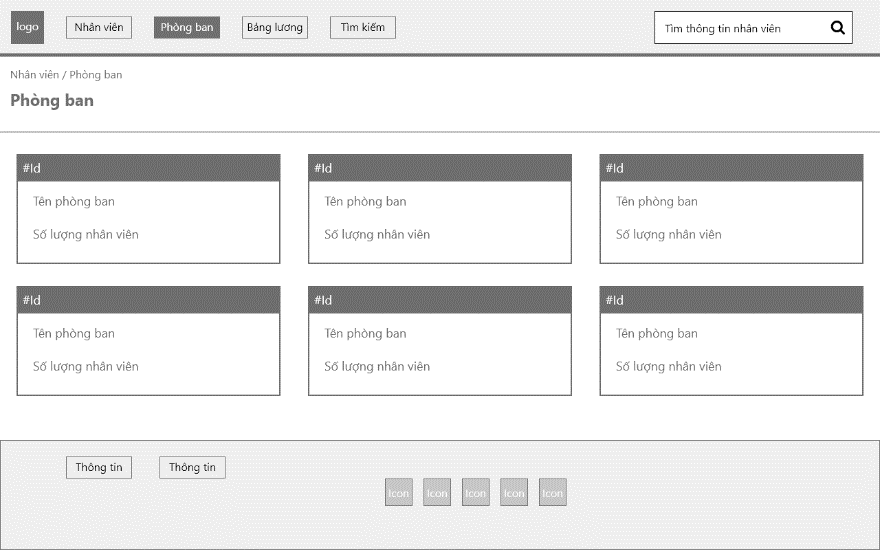 logo Nhân viên Phòng ban Bảng lương Tìm kiếm Tìm thông tin nhân viên
Nhân viên / Phòng ban
Phòng ban
#Id #Id #Id
Tên phòng ban Tên phòng ban Tên phòng ban
Số lượng nhân viên Số lượng nhân viên Số lượng nhân viên
#Id #Id #Id
Tên phòng ban Tên phòng ban Tên phòng ban
Số lượng nhân viên Số lượng nhân viên Số lượng nhân viên
Thông tin Thông tin
Icon Icon Icon Icon Icon